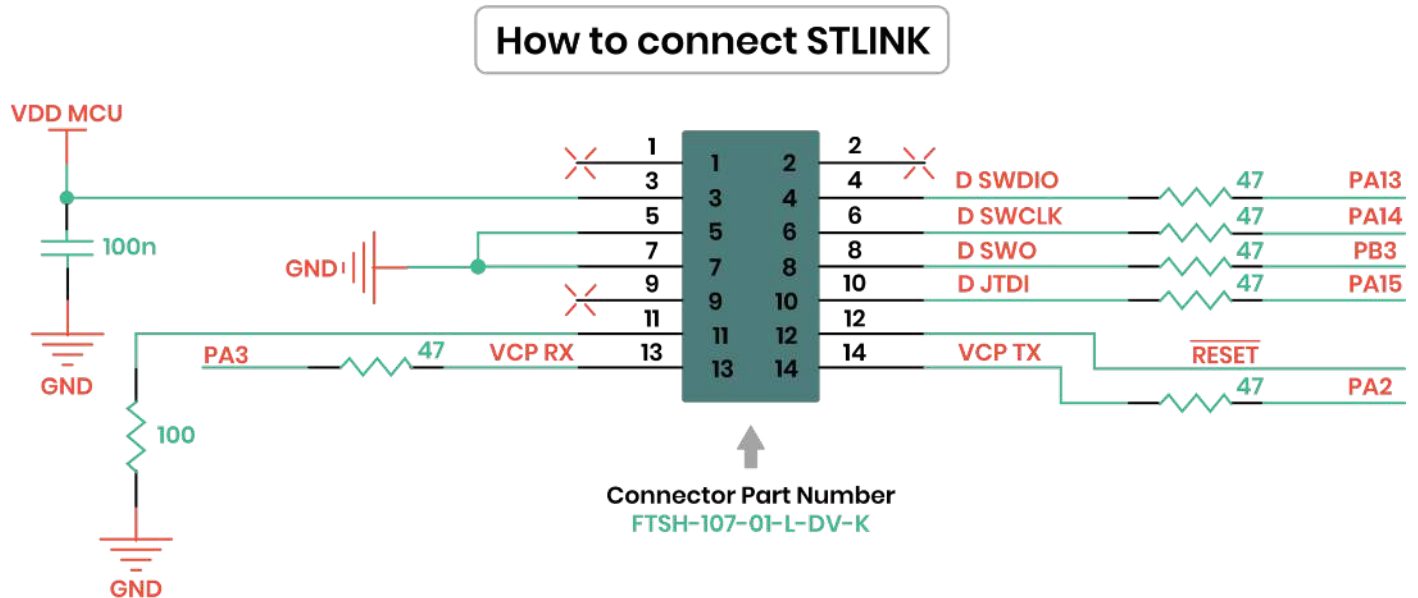 How to connect STLINK
VDD MCU
1 1 2 2
3 3 4 4 D SWDIO 47 PA13
5 5 6 6 D SWCLK 47 PA14
100n GND 7 7 8 8 D SWO 47 PB3
9 9 10 10 D JTDI 47 PA15
11 11 12 12 RESET
GND PA3 47 VCP RX 13 13 14 14 VCP TX 47 PA2
100
GND
Connector Part Number
FTSH-107-01-L-DV-K